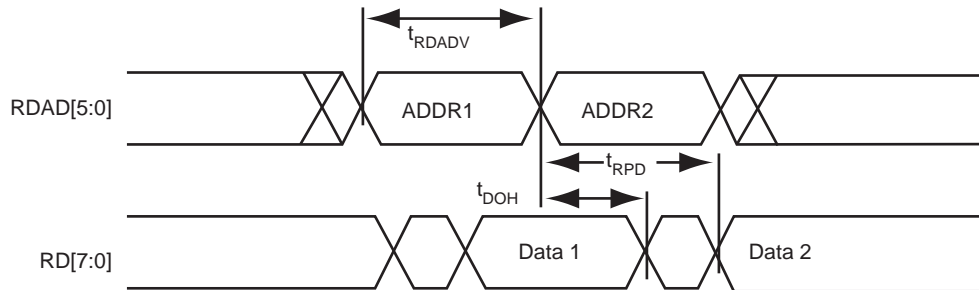 tRDADV
RDAD[5:0]
ADDR1
ADDR2
tRPD
tDOH
RD[7:0]
Data 1
Data 2